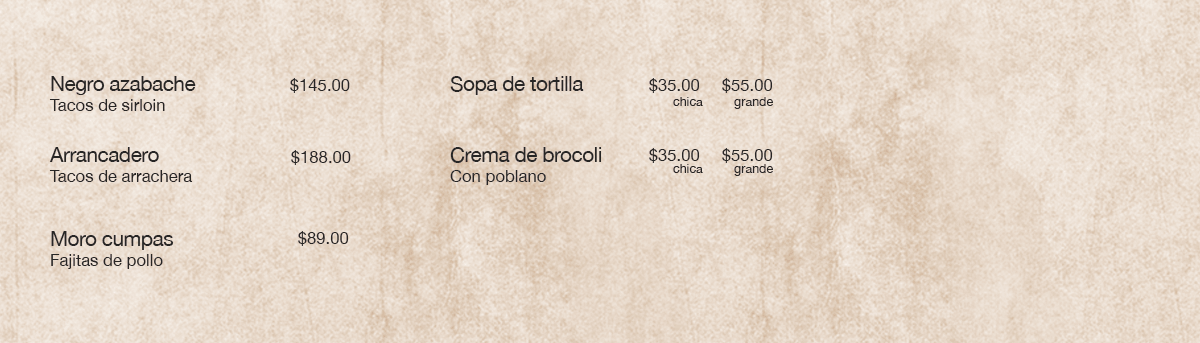 Negro azabache $145.00
Tacos de sirloin
Arrancadero $188.00
Tacos de arrachera
Moro cumpas $89.00
Fajitas de pollo
Sopa de tortilla $35.00 $55.00
chica grande
Crema de brocoli $35.00 $55.00
chica grande
Con poblano